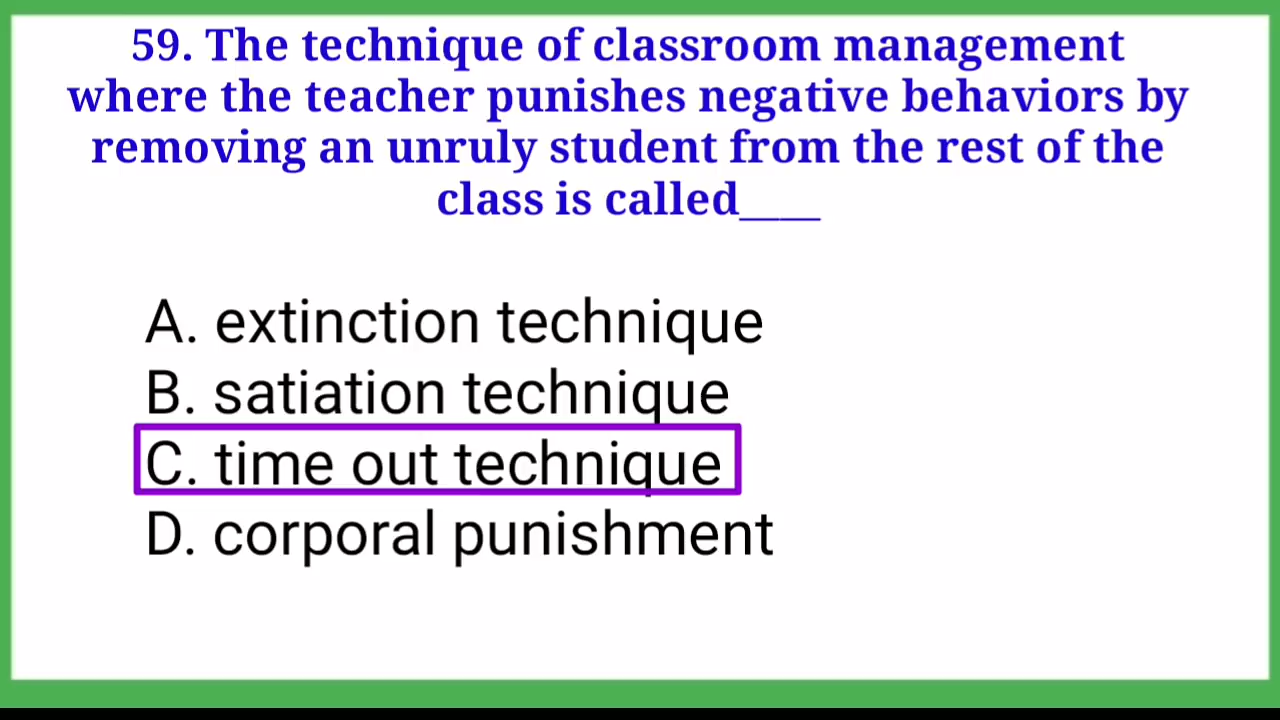 59. The technique of classroom management
where the teacher punishes negative behaviors by
removing an unruly student from the rest of the
class is called____
A. extinction technique
B. satiation technique
C. time out technique
D. corporal punishment